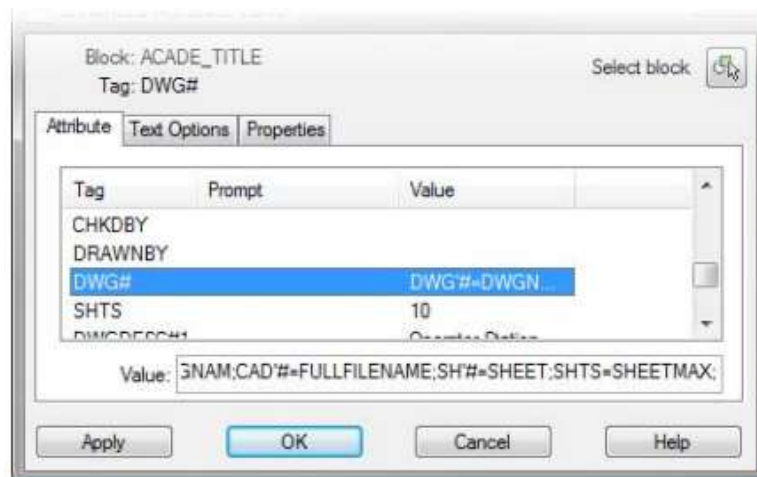 Block: ACADE_TITLE
Select block
Tag: DWG#
Attribute Text Options Properties
Tag Prompt Value
CHKDBY
DRAWNBY
DWG# DWG'#=DWGN...
SHTS 10
Value: GNAM;CAD'#=FULLFILENAME;SH'#=SHEET;SHTS=SHEETMAX;
Apply OK Cancel Help